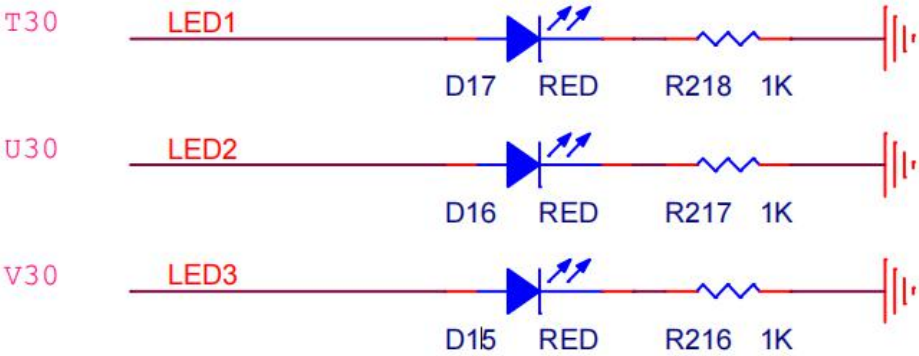 T30 LED1
D17 RED R218 1K
U30 LED2
D16 RED R217 1K
V30 LED3
D15 RED R216 1K